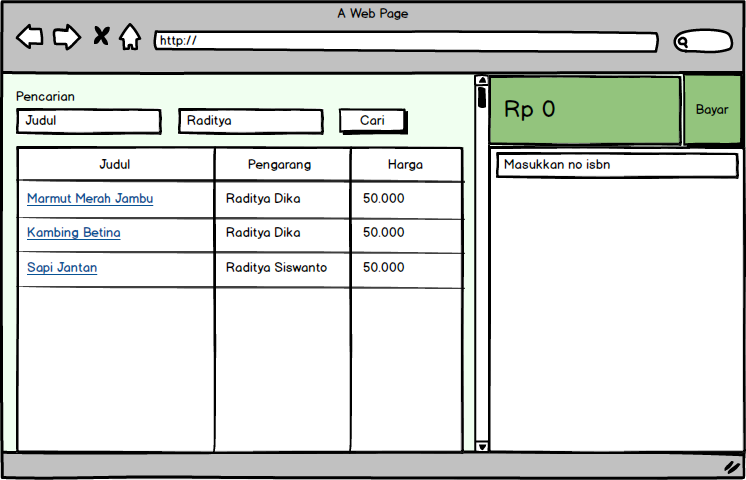 A Web Page
http://
Pencarian
Judul
Raditya
Cari
Judul Pengarang Harga
Marmut Merah Jambu Raditya Dika 50.000
Kambing Betina Raditya Dika 50.000
Sapi Jantan Raditya Siswanto 50.000
Rp 0
Bayar
Masukkan no isbn